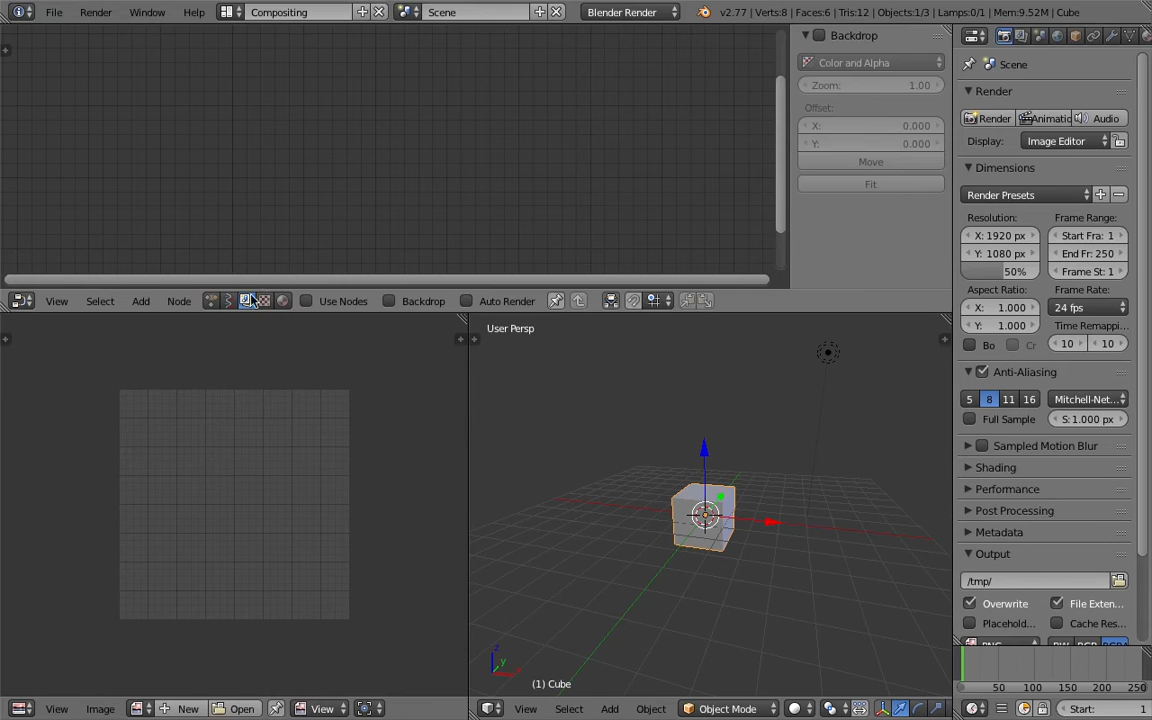 File Render Window Help Compositing Scene Blender Render v2.77 | Verts:8 | Faces:6 | Tris:12 | Objects:1/3 | Lamps:0/1 | Mem:9.52M | Cube
Backdrop
Color and Alpha
Zoom: 1.00
Offset:
X: 0.000
Y: 0.000
Move
Fit
View Select Add Node Use Nodes Backdrop Auto Render
User Persp
(1) Cube
z
y
View Image New Open View
View Select Add Object Object Mode
Scene
Render
Render Animatic Audio
Display: Image Editor
Dimensions
Render Presets
Resolution: Frame Range:
X: 1920 px Start Fra: 1
Y: 1080 px End Fr: 250
50% Frame St: 1
Aspect Ratio: Frame Rate:
X: 1.000 24 fps
Y: 1.000 Time Remappi...
Bo Cr 10 10
Anti-Aliasing
5 8 11 16 Mitchell-Net...
Full Sample S: 1.000 px
Sampled Motion Blur
Shading
Performance
Post Processing
Metadata
Output
/tmp/
Overwrite File Exten...
Placehold... Cache Res...
PNG BW RGB RGBA
50 100 150 200 250
Start: 1